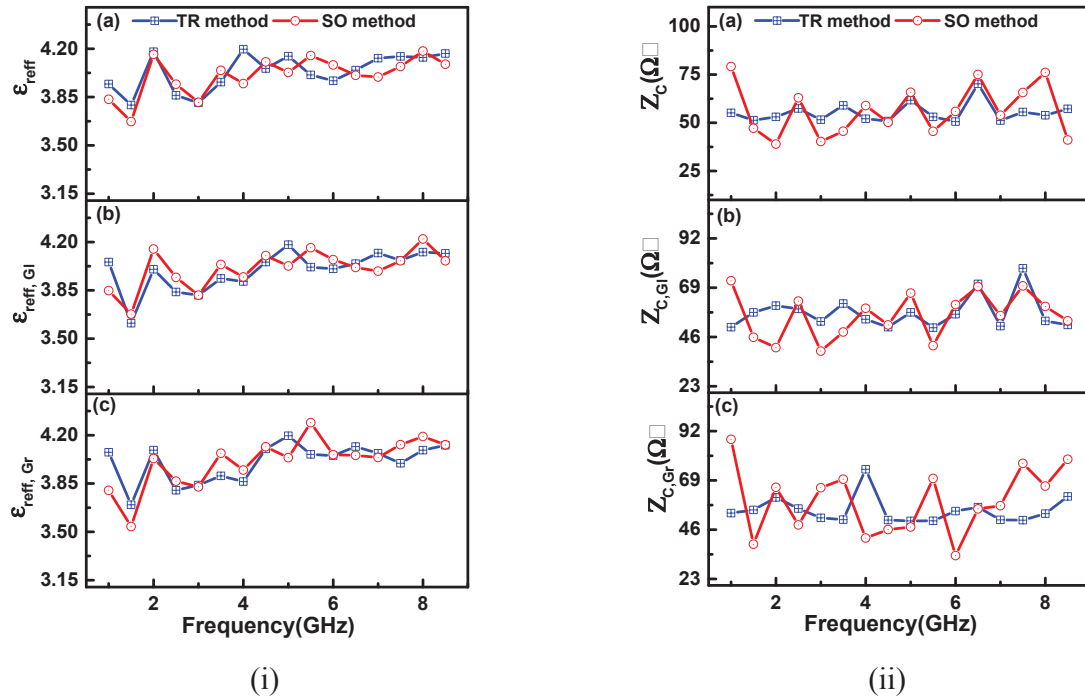 (a) TR method SO method
4.20
3.85
3.50
3.15
εreff
(b)
4.20
3.85
3.50
3.15
εreff, Gl
(c)
4.20
3.85
3.50
3.15
εreff, Gr
2 4 6 8
Frequency(GHz)
(i)
(a) TR method SO method
100
75
50
25
ZC(Ω□
(b)
92
69
46
23
ZC,Gl(Ω□
(c)
92
69
46
23
ZC,Gr(Ω□
2 4 6 8
Frequency(GHz)
(ii)